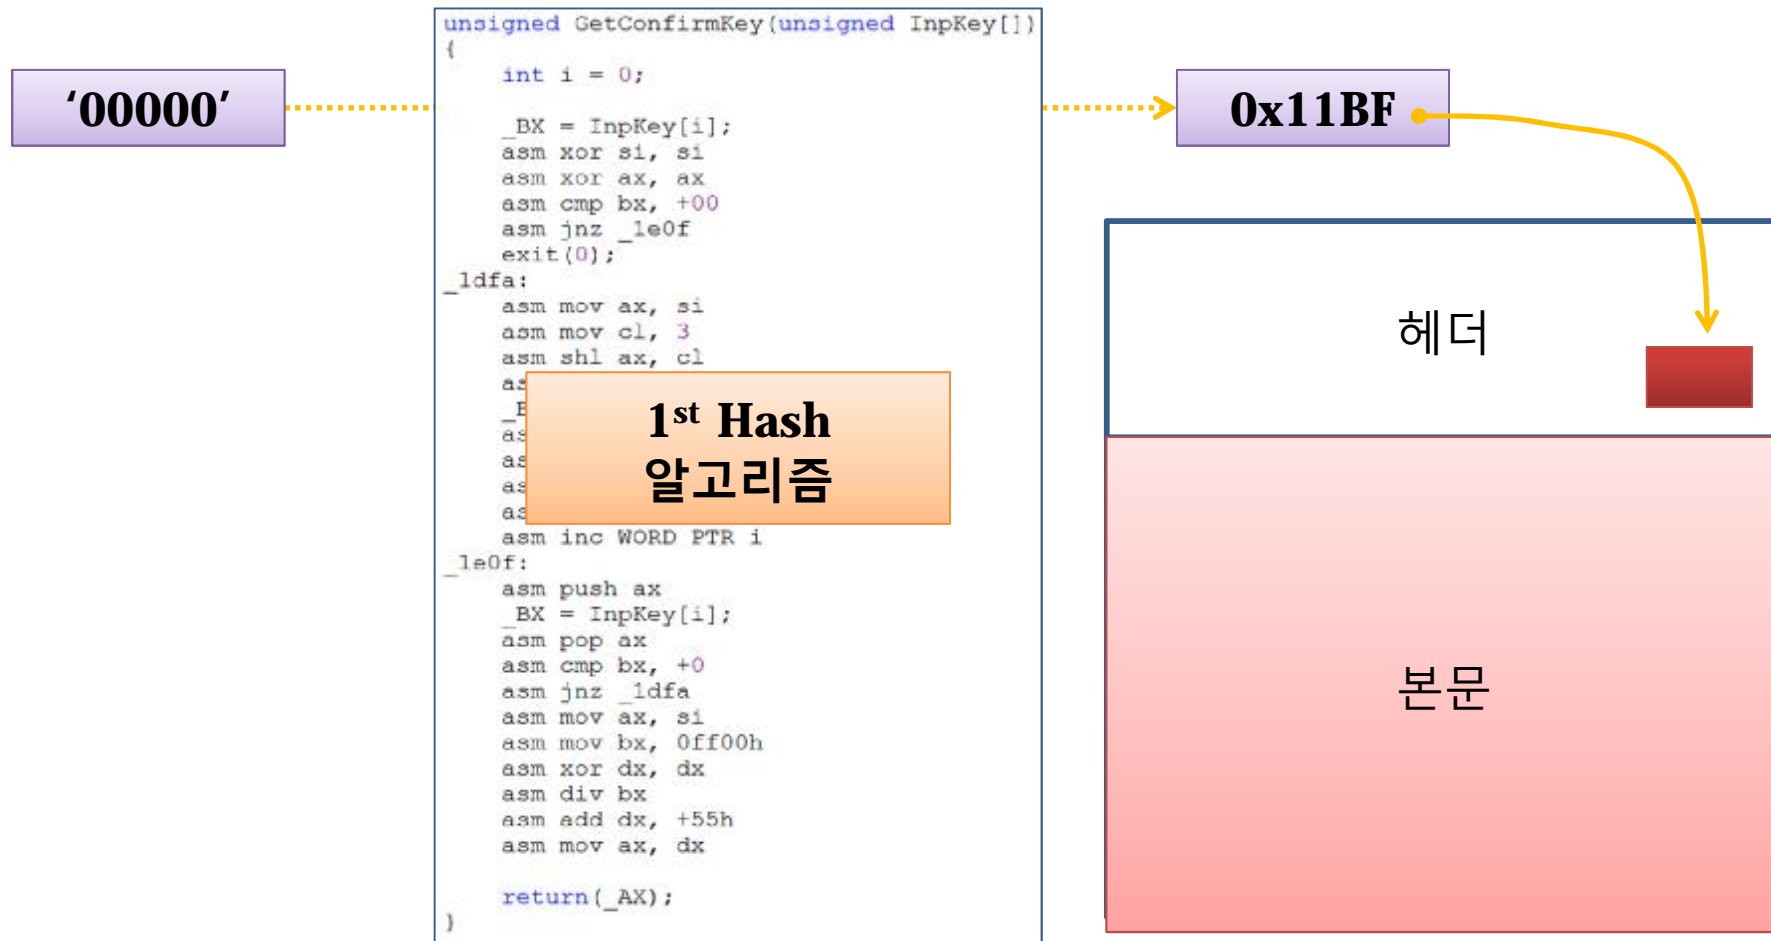 ‘00000’
unsigned GetConfirmKey(unsigned InpKey[])
{
int i = 0;
_BX = InpKey[i];
asm xor si, si
asm xor ax, ax
asm cmp bx, +00
asm jnz _1e0f
exit(0);
_1dfa:
asm mov ax, si
asm mov cl, 3
asm shl ax, cl
1st Hash
알고리즘
asm inc WORD PTR i
_1e0f:
asm push ax
_BX = InpKey[i];
asm pop ax
asm cmp bx, +0
asm jnz _1dfa
asm mov ax, si
asm mov bx, 0ff00h
asm xor dx, dx
asm div bx
asm add dx, +55h
asm mov ax, dx
return(_AX);
}
0x11BF
헤더
본문